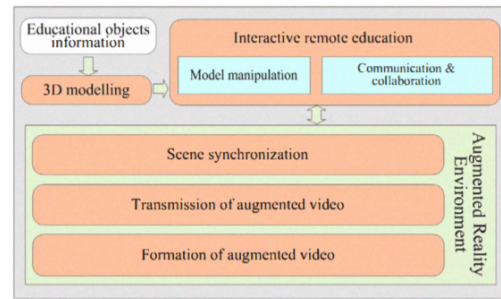 Educational objects
information
3D modelling
Interactive remote education
Model manipulation
Communication &
collaboration
Scene synchronization
Transmission of augmented video
Formation of augmented video
Augmented Reality
Environment